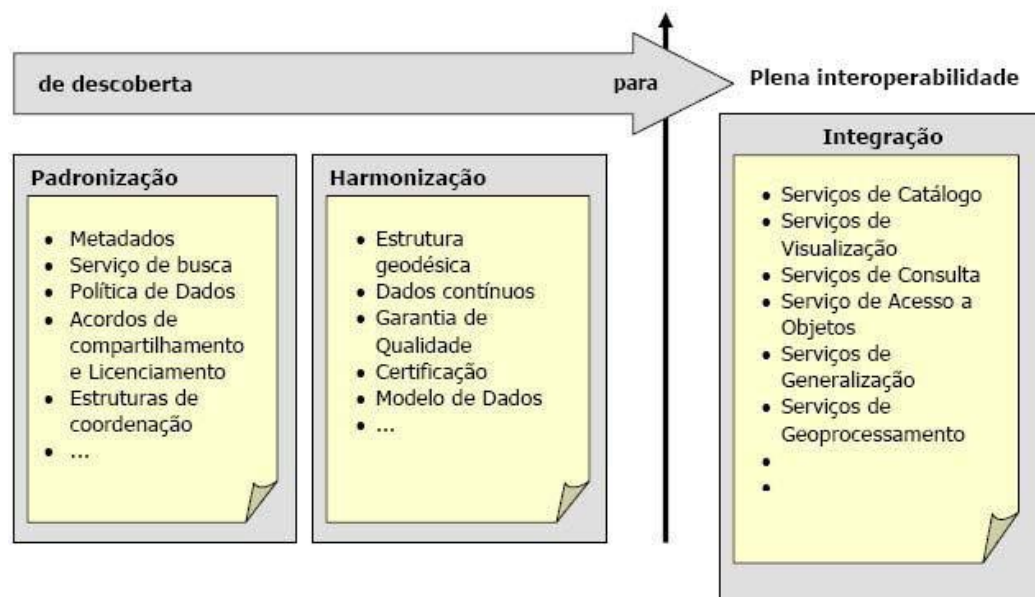 de descoberta para
Plena interoperabilidade
Padronização
• Metadados
• Serviço de busca
• Política de Dados
• Acordos de
compartilhamento
e Licenciamento
• Estruturas de
coordenação
• ...
Harmonização
• Estrutura
geodésica
• Dados contínuos
• Garantia de
Qualidade
• Certificação
• Modelo de Dados
• ...
Integração
• Serviços de Catálogo
• Serviços de
Visualização
• Serviços de Consulta
• Serviço de Acesso a
Objetos
• Serviços de
Generalização
• Serviços de
Geoprocessamento
•
•